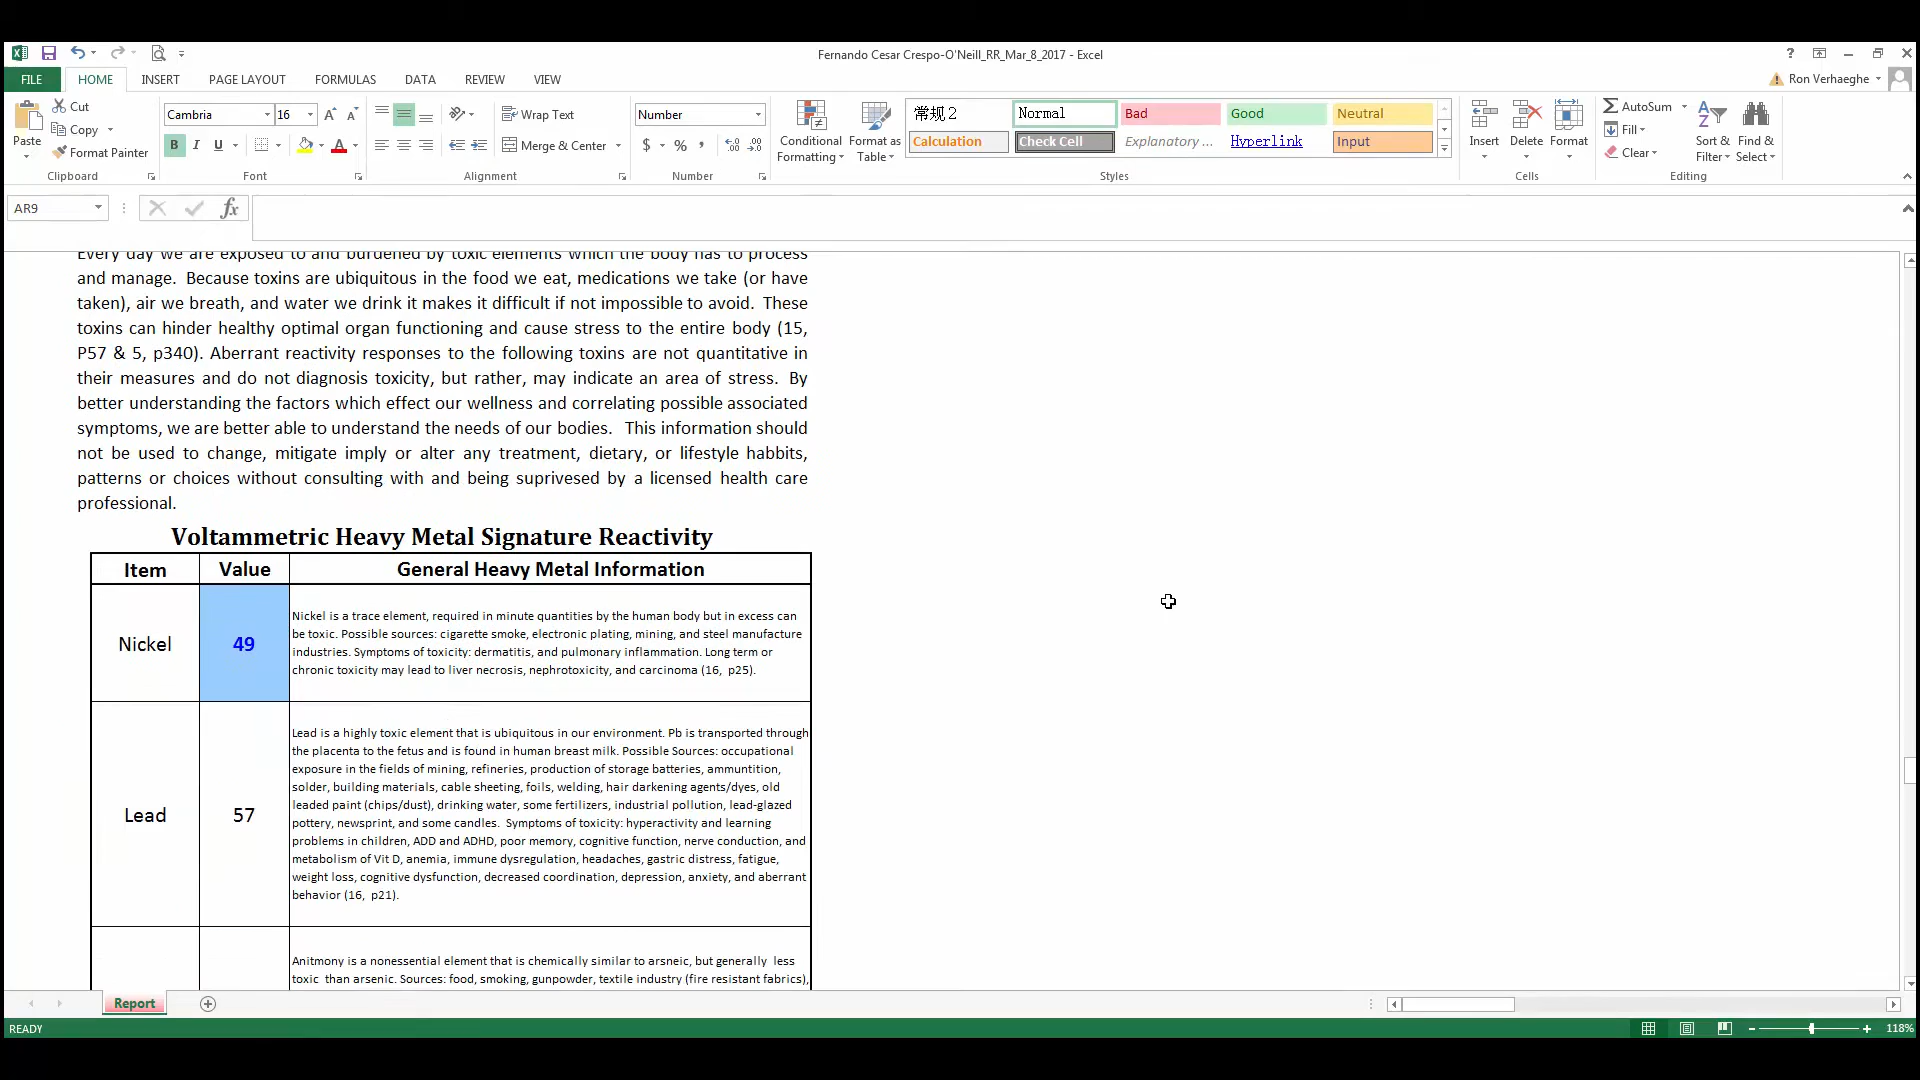 Fernando Cesar Crespo-O'Neill_RR_Mar_8_2017 - Excel
FILE HOME INSERT PAGE LAYOUT FORMULAS DATA REVIEW VIEW
Ron Verhaeghe
Paste
Cut
Copy
Format Painter
Clipboard
Cambria 16
B I U
Font
Wrap Text
Merge & Center
Alignment
Number
$ % ,
Number
Conditional Formatting
Format as Table
常规 2 Normal Bad Good Neutral
Calculation Check Cell Explanatory ... Hyperlink Input
Styles
Insert Delete Format
Cells
AutoSum
Fill
Clear
Sort & Filter
Find & Select
Editing
AR9
fx
Every day we are exposed to and burdened by toxic elements which the body has to process
and manage. Because toxins are ubiquitous in the food we eat, medications we take (or have
taken), air we breath, and water we drink it makes it difficult if not impossible to avoid. These
toxins can hinder healthy optimal organ functioning and cause stress to the entire body (15,
P57 & 5, p340). Aberrant reactivity responses to the following toxins are not quantitative in
their measures and do not diagnosis toxicity, but rather, may indicate an area of stress. By
better understanding the factors which effect our wellness and correlating possible associated
symptoms, we are better able to understand the needs of our bodies. This information should
not be used to change, mitigate imply or alter any treatment, dietary, or lifestyle habbits,
patterns or choices without consulting with and being suprivesed by a licensed health care
professional.
Voltammetric Heavy Metal Signature Reactivity
Item Value General Heavy Metal Information
Nickel 49
Nickel is a trace element, required in minute quantities by the human body but in excess can
be toxic. Possible sources: cigarette smoke, electronic plating, mining, and steel manufacture
industries. Symptoms of toxicity: dermatitis, and pulmonary inflammation. Long term or
chronic toxicity may lead to liver necrosis, nephrotoxicity, and carcinoma (16, p25).
Lead 57
Lead is a highly toxic element that is ubiquitous in our environment. Pb is transported through
the placenta to the fetus and is found in human breast milk. Possible Sources: occupational
exposure in the fields of mining, refineries, production of storage batteries, ammuntition,
solder, building materials, cable sheeting, foils, welding, hair darkening agents/dyes, old
leaded paint (chips/dust), drinking water, some fertilizers, industrial pollution, lead-glazed
pottery, newsprint, and some candles. Symptoms of toxicity: hyperactivity and learning
problems in children, ADD and ADHD, poor memory, cognitive function, nerve conduction, and
metabolism of Vit D, anemia, immune dysregulation, headaches, gastric distress, fatigue,
weight loss, cognitive dysfunction, decreased coordination, depression, anxiety, and aberrant
behavior (16, p21).
Anitmony is a nonessential element that is chemically similar to arsneic, but generally less
toxic than arsenic. Sources: food, smoking, gunpowder, textile industry (fire resistant fabrics),
Report
READY
118%